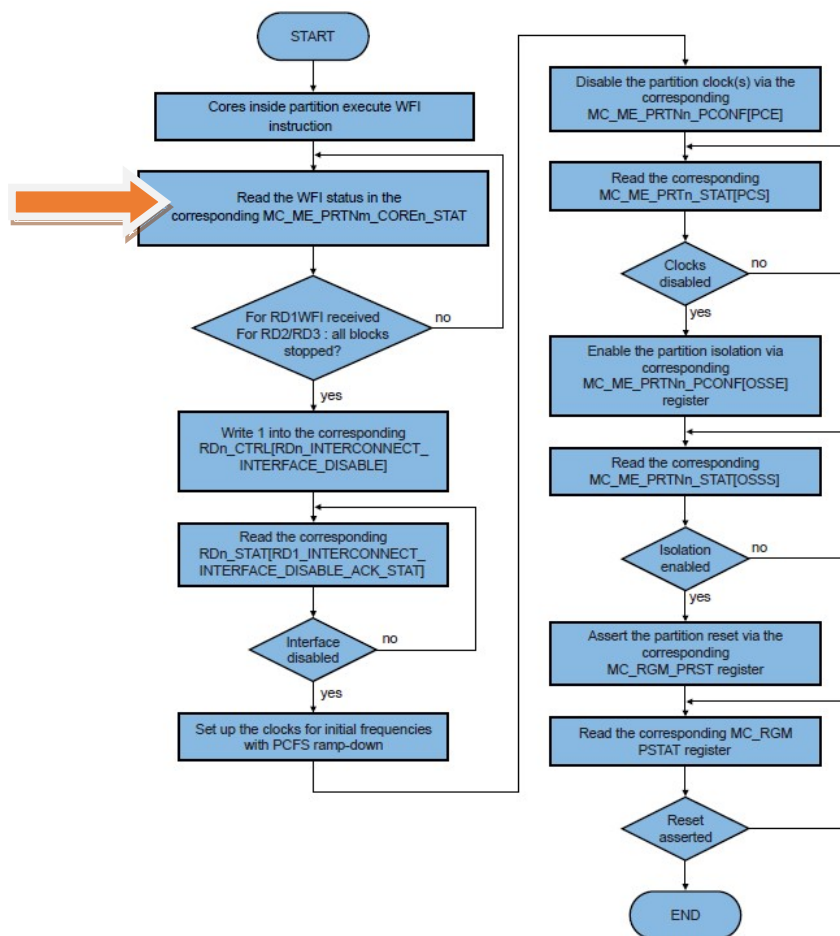 START
Cores inside partition execute WFI
instruction
Read the WFI status in the
corresponding MC_ME_PRTNm_COREn_STAT
For RD1WFI received
For RD2/RD3 : all blocks
stopped?
no
yes
Write 1 into the corresponding
RDn_CTRL[RDn_INTERCONNECT_
INTERFACE_DISABLE]
Read the corresponding
RDn_STAT[RD1_INTERCONNECT_
INTERFACE_DISABLE_ACK_STAT]
Interface
disabled
no
yes
Set up the clocks for initial frequencies
with PCFS ramp-down
Disable the partition clock(s) via the
corresponding
MC_ME_PRTNn_PCONF[PCE]
Read the corresponding
MC_ME_PRTn_STAT[PCS]
Clocks
disabled
no
yes
Enable the partition isolation via
corresponding
MC_ME_PRTNn_PCONF[OSSE]
register
Read the corresponding
MC_ME_PRTNn_STAT[OSSS]
Isolation
enabled
no
yes
Assert the partition reset via the
corresponding
MC_RGM_PRST register
Read the corresponding MC_RGM
PSTAT register
Reset
asserted
END